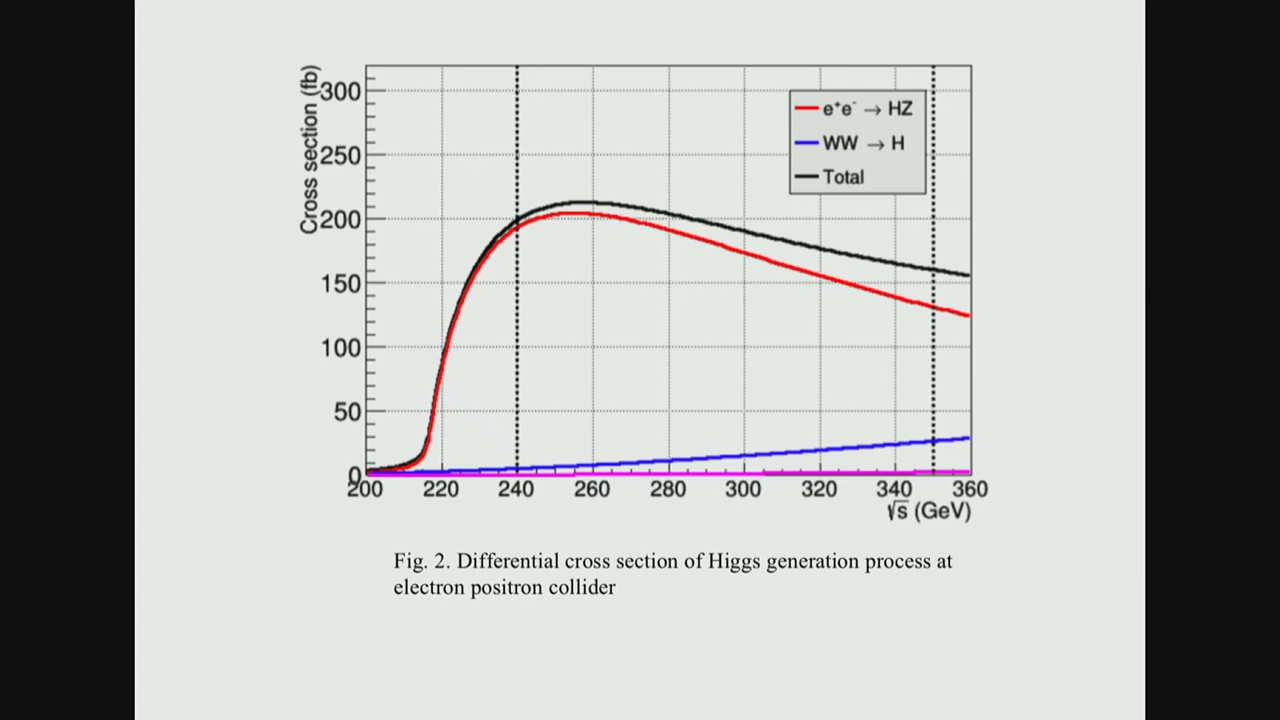 Cross section (fb)
300
250
200
150
100
50
0
e⁺e⁻ → HZ
WW → H
Total
200 220 240 260 280 300 320 340 360
√s (GeV)
Fig. 2. Differential cross section of Higgs generation process at
electron positron collider